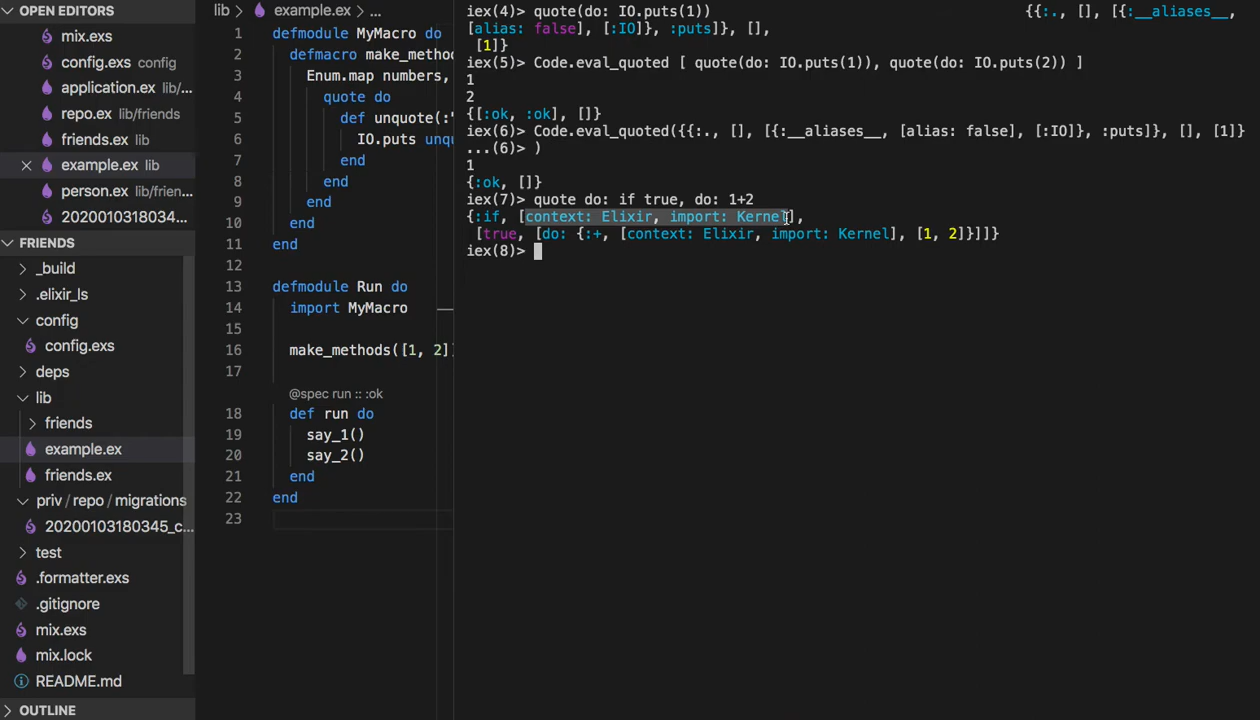 OPEN EDITORS
mix.exs
config.exs config
application.ex lib/...
repo.ex lib/friends
friends.ex lib
example.ex lib
person.ex lib/frien...
2020010318034...
FRIENDS
_build
.elixir_ls
config
config.exs
deps
lib
friends
example.ex
friends.ex
priv / repo / migrations
20200103180345_c...
test
.formatter.exs
.gitignore
mix.exs
mix.lock
README.md
OUTLINE
lib > example.ex > ...
1 defmodule MyMacro do
2 defmacro make_metho
3 Enum.map numbers,
4 quote do
5 def unquote(:"
6 IO.puts unq
7 end
8 end
9 end
10 end
11 end
12
13 defmodule Run do
14 import MyMacro
15
16 make_methods([1, 2])
17
@spec run :: :ok
18 def run do
19 say_1()
20 say_2()
21 end
22 end
23
iex(4)> quote(do: IO.puts(1)) {{:., [], [{:__aliases__,
[alias: false], [:IO]}, :puts]}, [],
[1]}
iex(5)> Code.eval_quoted [ quote(do: IO.puts(1)), quote(do: IO.puts(2)) ]
1
2
{[:ok, :ok], []}
iex(6)> Code.eval_quoted({{:., [], [{:__aliases__, [alias: false], [:IO]}, :puts]}, [], [1]}
...(6)> )
1
{:ok, []}
iex(7)> quote do: if true, do: 1+2
{:if, [context: Elixir, import: Kernel],
[true, [do: {:+, [context: Elixir, import: Kernel], [1, 2]}]]}
iex(8)>